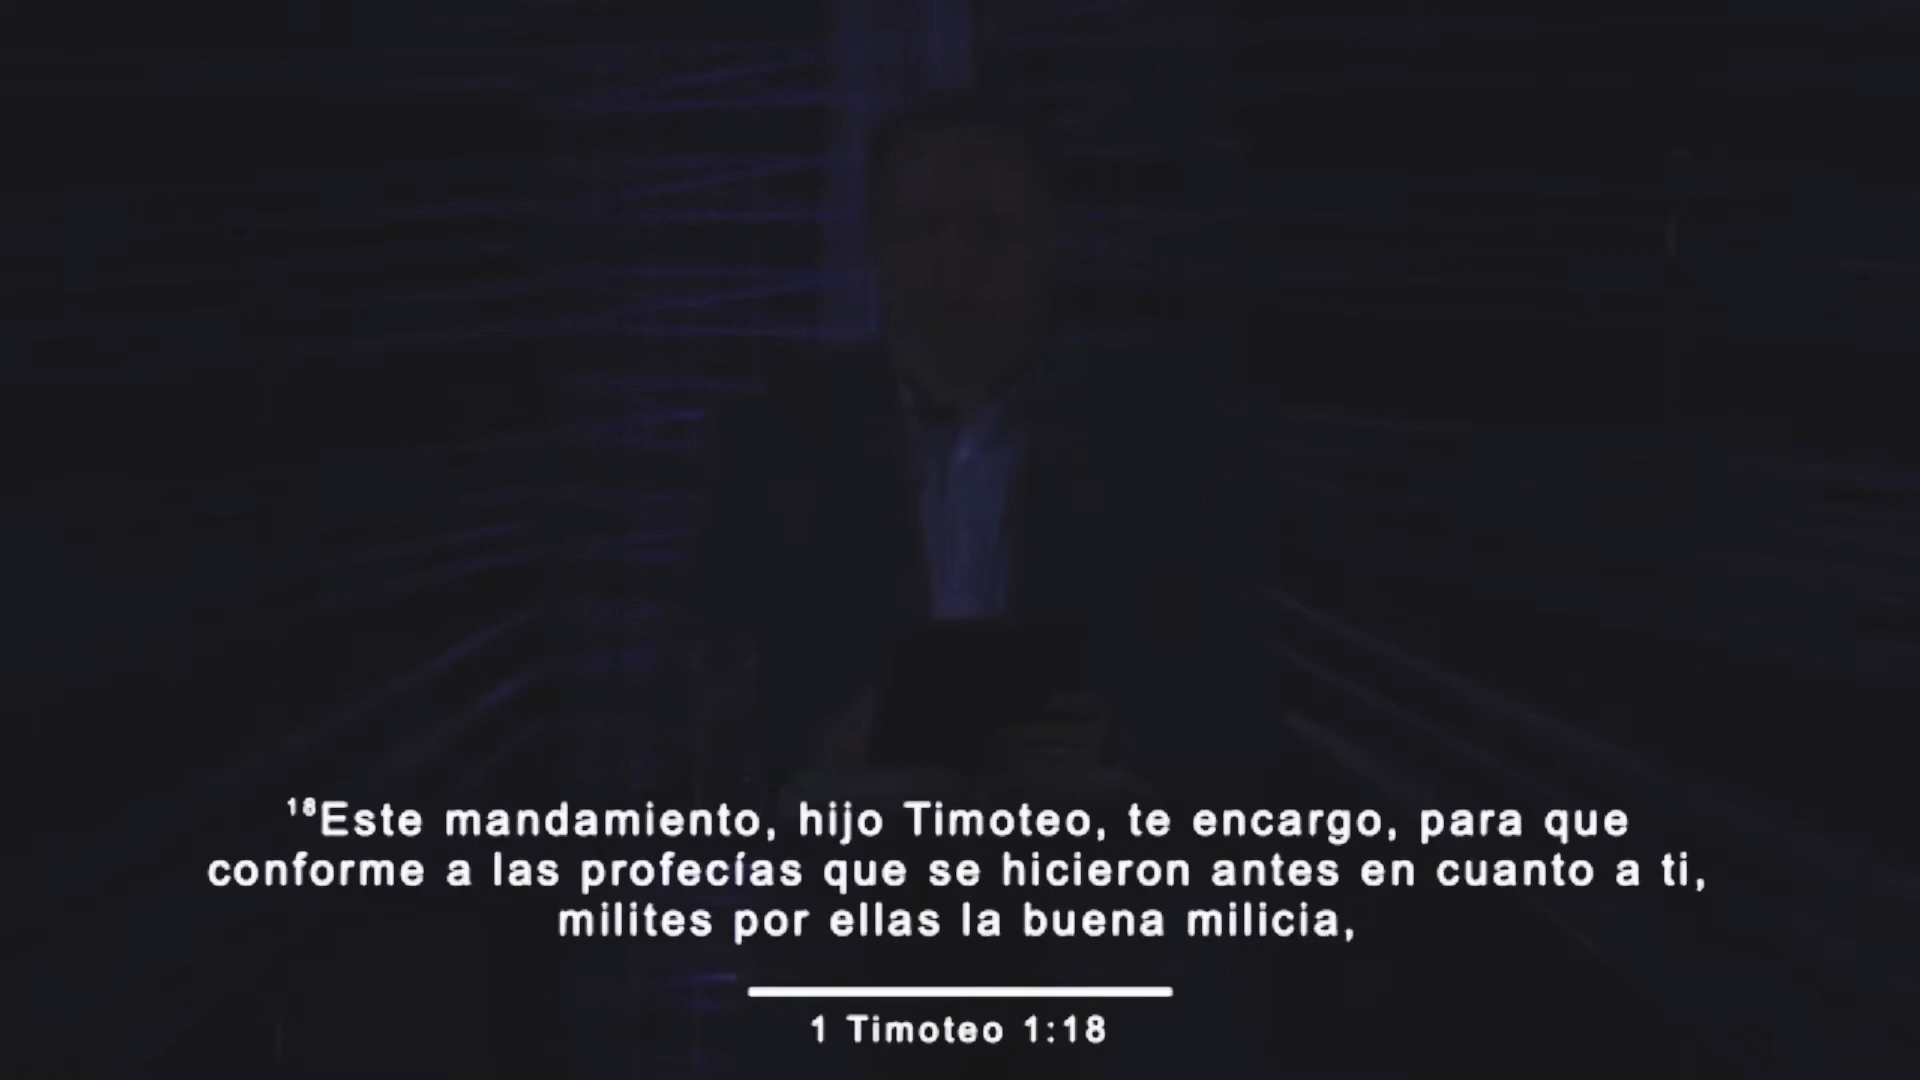 ¹⁸Este mandamiento, hijo Timoteo, te encargo, para que
conforme a las profecías que se hicieron antes en cuanto a ti,
milites por ellas la buena milicia,
1 Timoteo 1:18